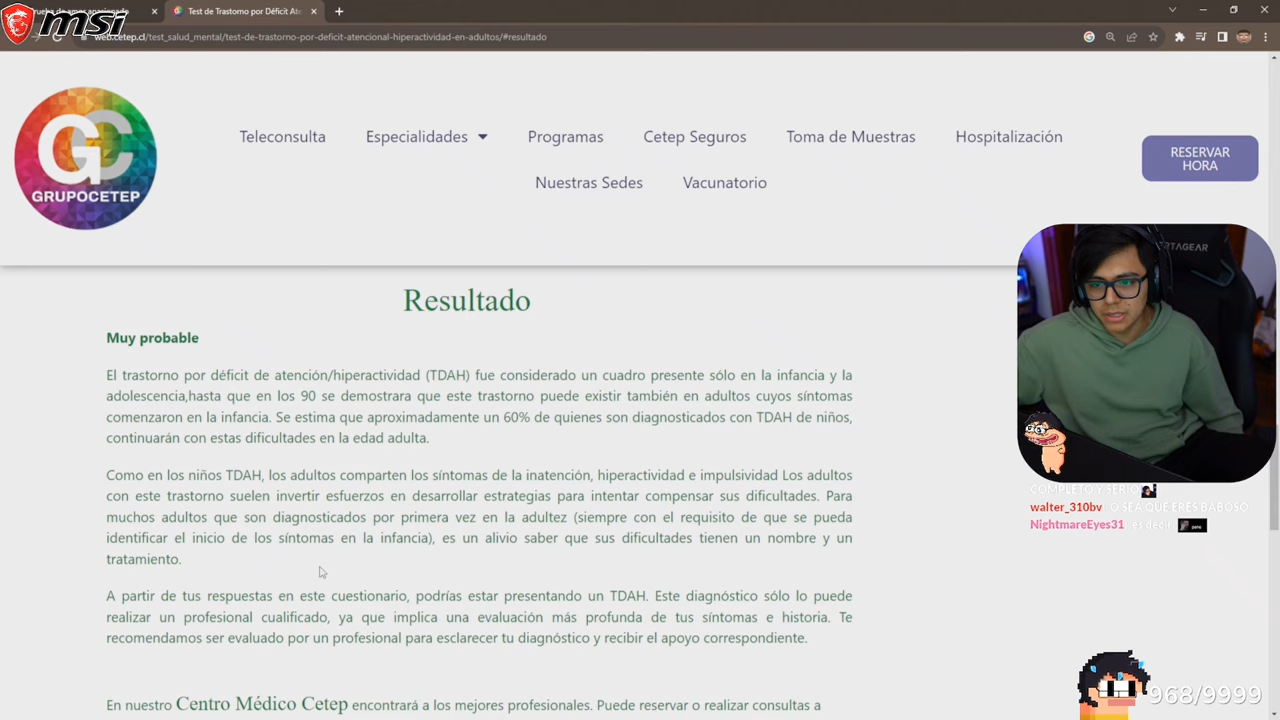 msi
Test de Trastorno por Déficit Ate
web.cetep.cl/test_salud_mental/test-de-trastorno-por-deficit-atencional-hiperactividad-en-adultos/#resultado
GC
GRUPOCETEP
Teleconsulta
Especialidades
Programas
Cetep Seguros
Toma de Muestras
Hospitalización
Nuestras Sedes
Vacunatorio
RESERVAR
HORA
Resultado
Muy probable
El trastorno por déficit de atención/hiperactividad (TDAH) fue considerado un cuadro presente sólo en la infancia y la
adolescencia,hasta que en los 90 se demostrara que este trastorno puede existir también en adultos cuyos síntomas
comenzaron en la infancia. Se estima que aproximadamente un 60% de quienes son diagnosticados con TDAH de niños,
continuarán con estas dificultades en la edad adulta.
Como en los niños TDAH, los adultos comparten los síntomas de la inatención, hiperactividad e impulsividad Los adultos
con este trastorno suelen invertir esfuerzos en desarrollar estrategias para intentar compensar sus dificultades. Para
muchos adultos que son diagnosticados por primera vez en la adultez (siempre con el requisito de que se pueda
identificar el inicio de los síntomas en la infancia), es un alivio saber que sus dificultades tienen un nombre y un
tratamiento.
A partir de tus respuestas en este cuestionario, podrías estar presentando un TDAH. Este diagnóstico sólo lo puede
realizar un profesional cualificado, ya que implica una evaluación más profunda de tus síntomas e historia. Te
recomendamos ser evaluado por un profesional para esclarecer tu diagnóstico y recibir el apoyo correspondiente.
En nuestro Centro Médico Cetep encontrará a los mejores profesionales. Puede reservar o realizar consultas a
COMPLETO Y SERIO
walter_310bv O SEA QUE ERES BABOSO
NightmareEyes31 es decir
968/9999